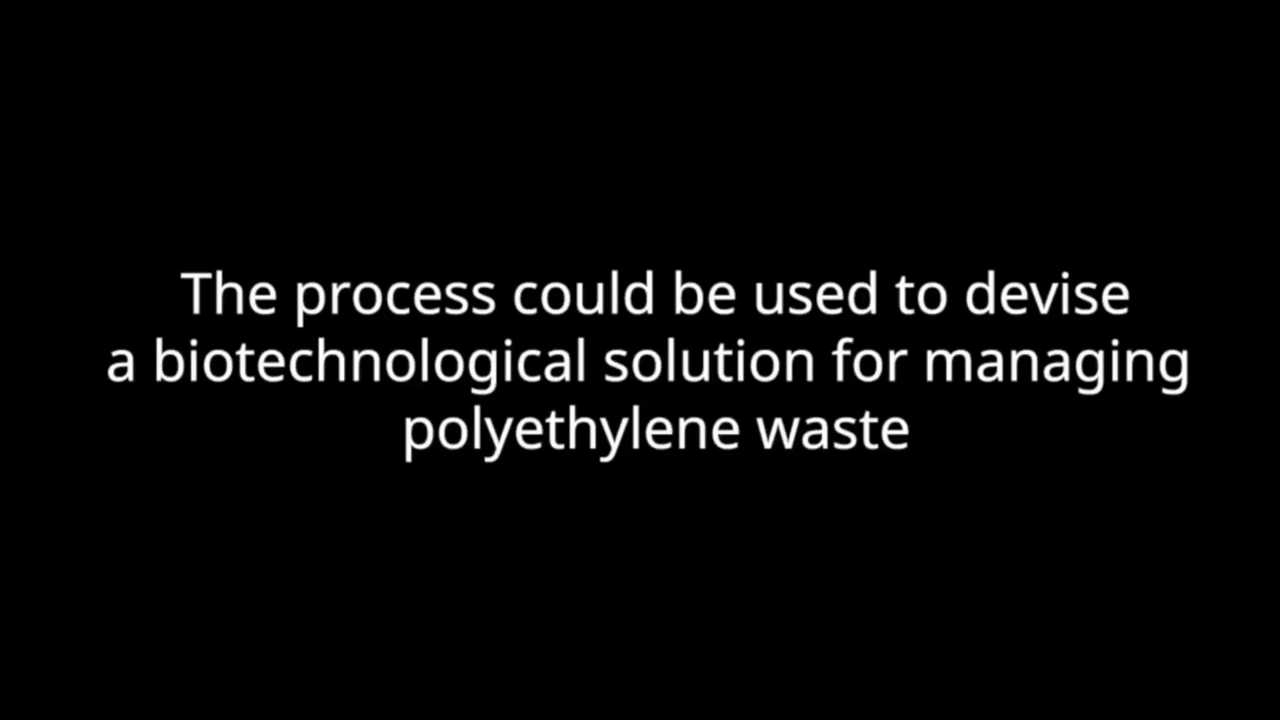 The process could be used to devise
a biotechnological solution for managing
polyethylene waste